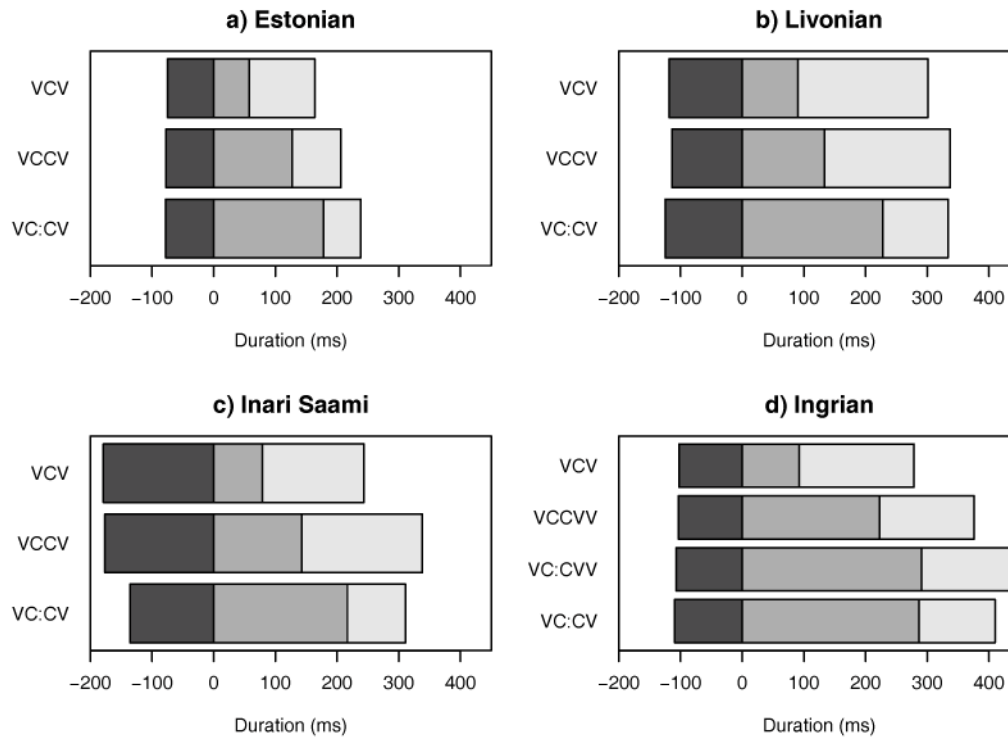 a) Estonian
VCV
VCCV
VC:CV
−200 −100 0 100 200 300 400
Duration (ms)
b) Livonian
VCV
VCCV
VC:CV
−200 −100 0 100 200 300 400
Duration (ms)
c) Inari Saami
VCV
VCCV
VC:CV
−200 −100 0 100 200 300 400
Duration (ms)
d) Ingrian
VCV
VCCVV
VC:CVV
VC:CV
−200 −100 0 100 200 300 400
Duration (ms)